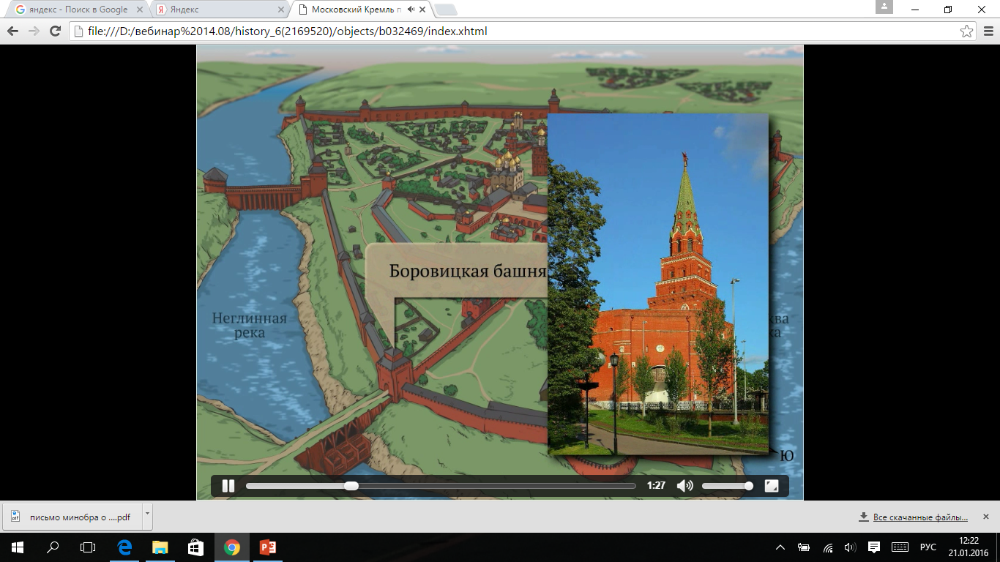 яндекс - Поиск в Google
Яндекс
Московский Кремль п
file:///D:/вебинар%2014.08/history_6(2169520)/objects/b032469/index.xhtml
Боровицкая башня
Неглинная
река
ква
ка
Ю
1:27
письмо минобра о ....pdf
Все скачанные файлы...
РУС
12:22
21.01.2016